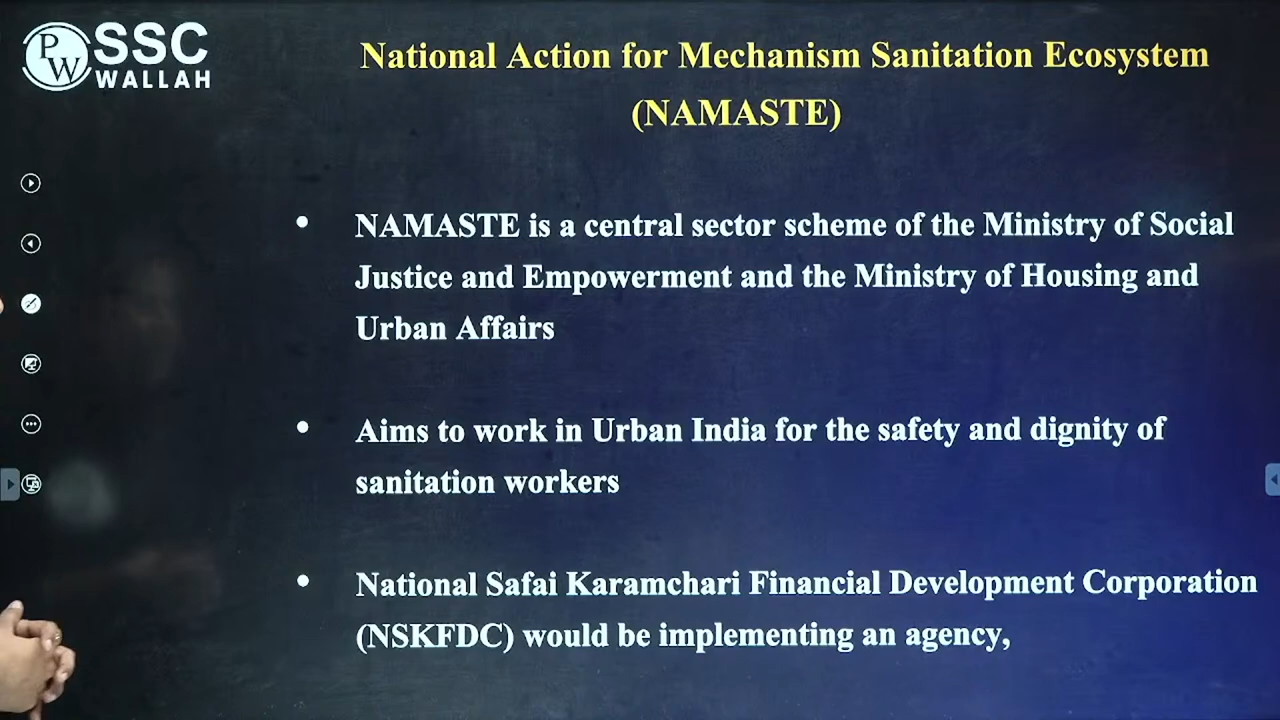 PW
SSC
WALLAH
National Action for Mechanism Sanitation Ecosystem
(NAMASTE)
• NAMASTE is a central sector scheme of the Ministry of Social
Justice and Empowerment and the Ministry of Housing and
Urban Affairs
• Aims to work in Urban India for the safety and dignity of
sanitation workers
• National Safai Karamchari Financial Development Corporation
(NSKFDC) would be implementing an agency,